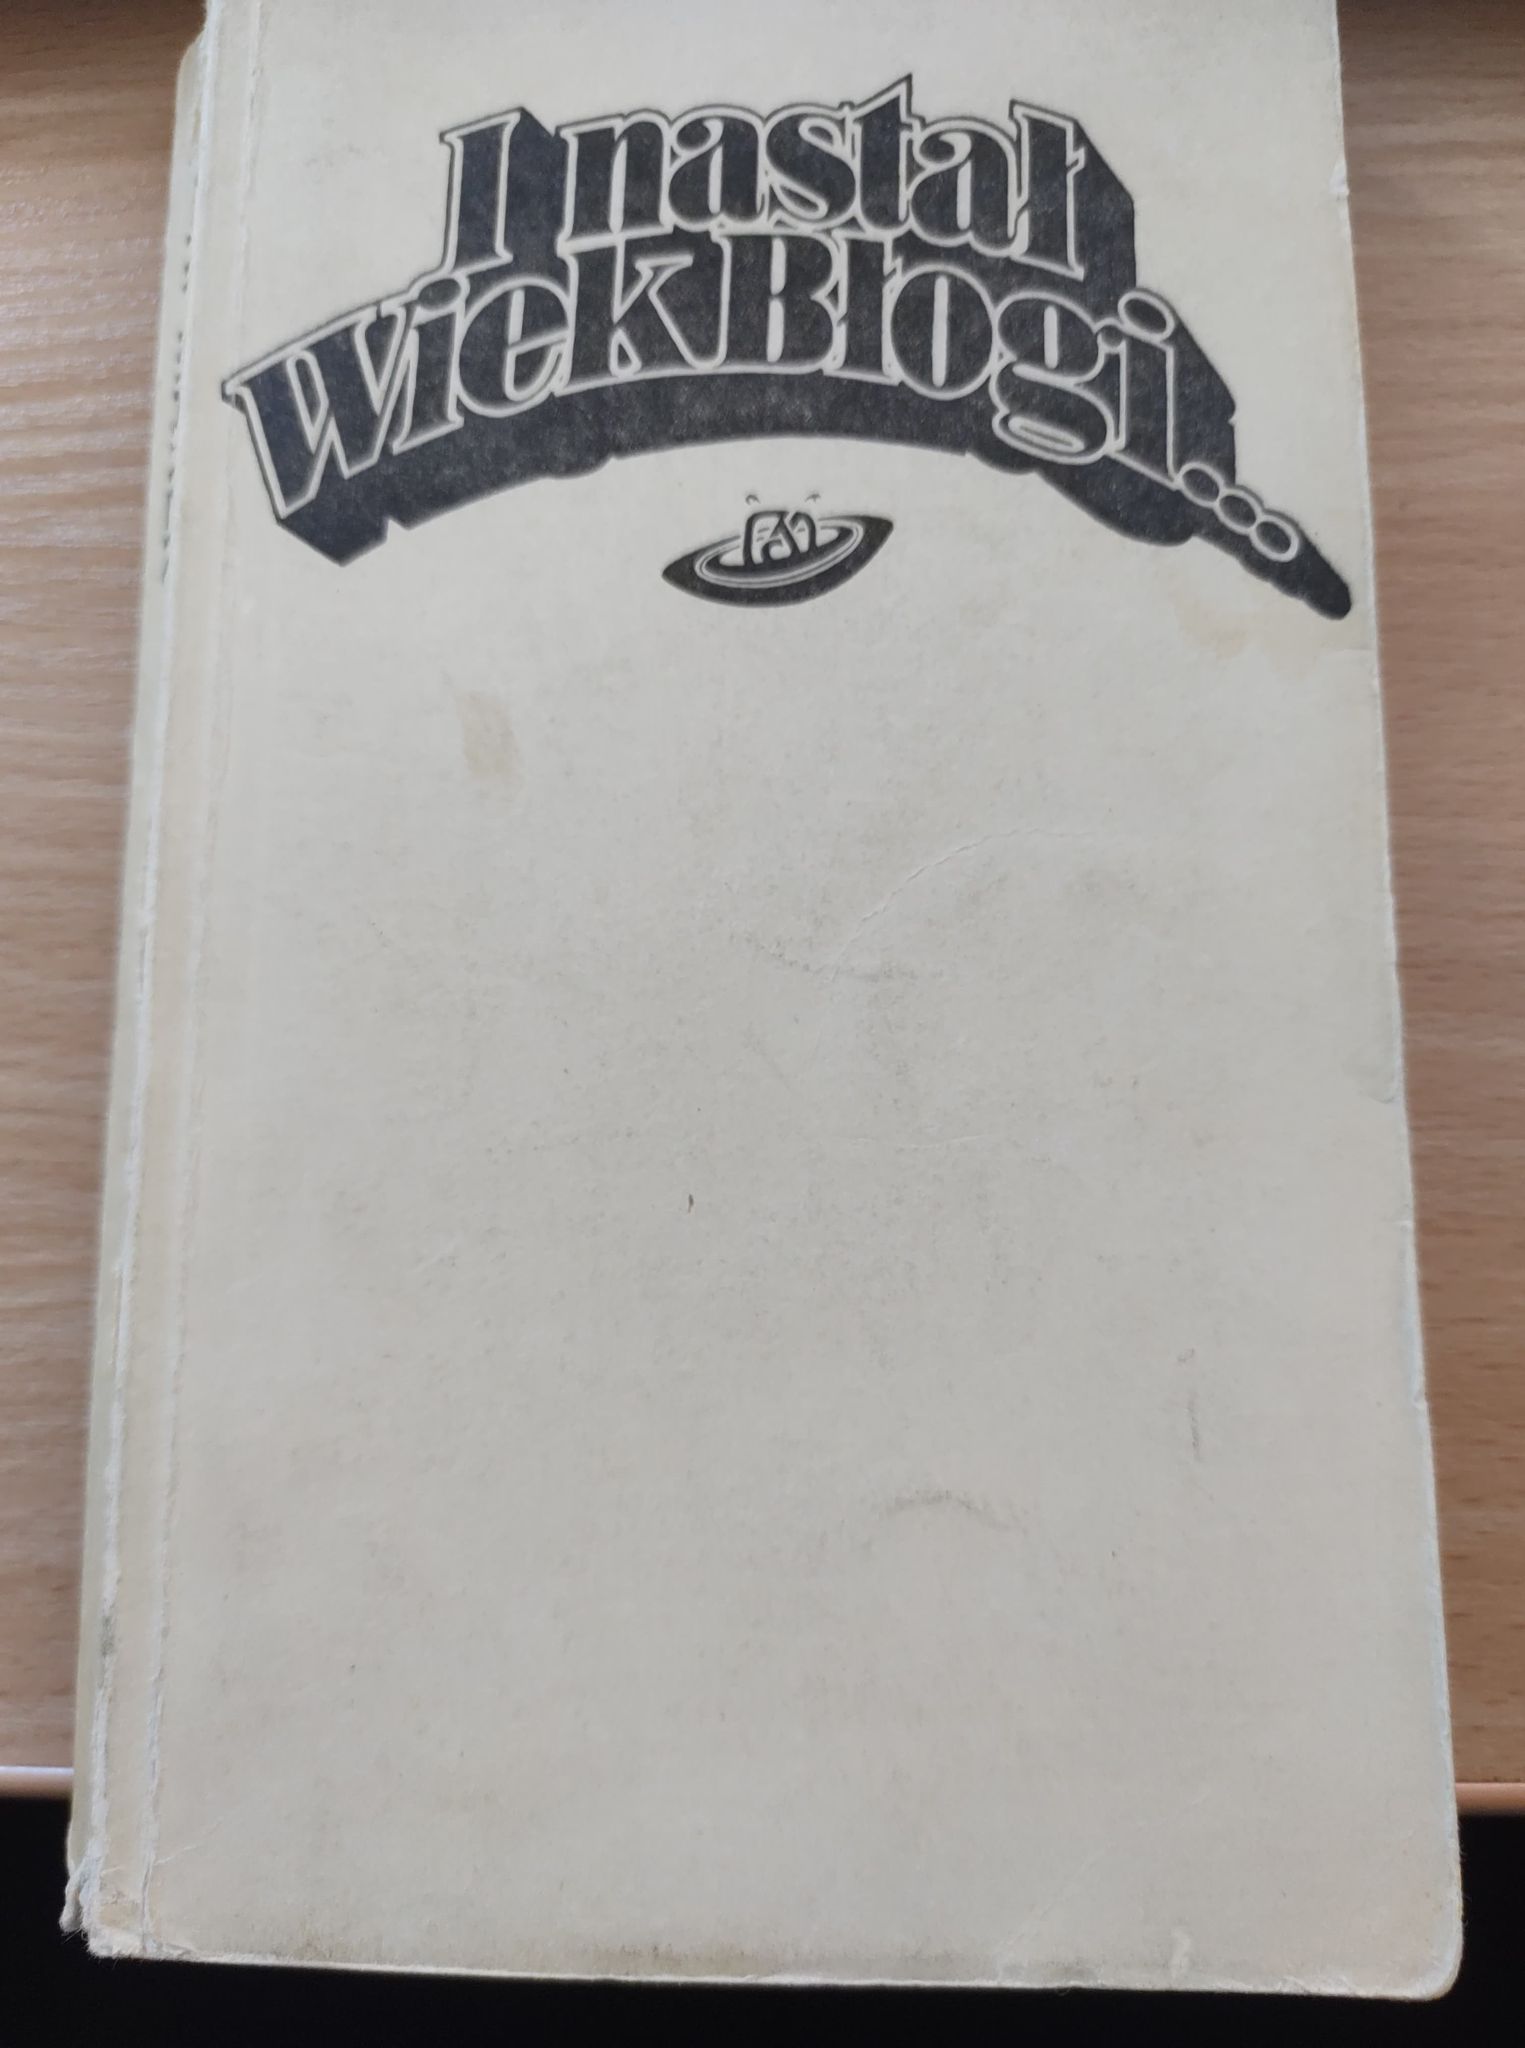 I nastał
Wiek Błogi...